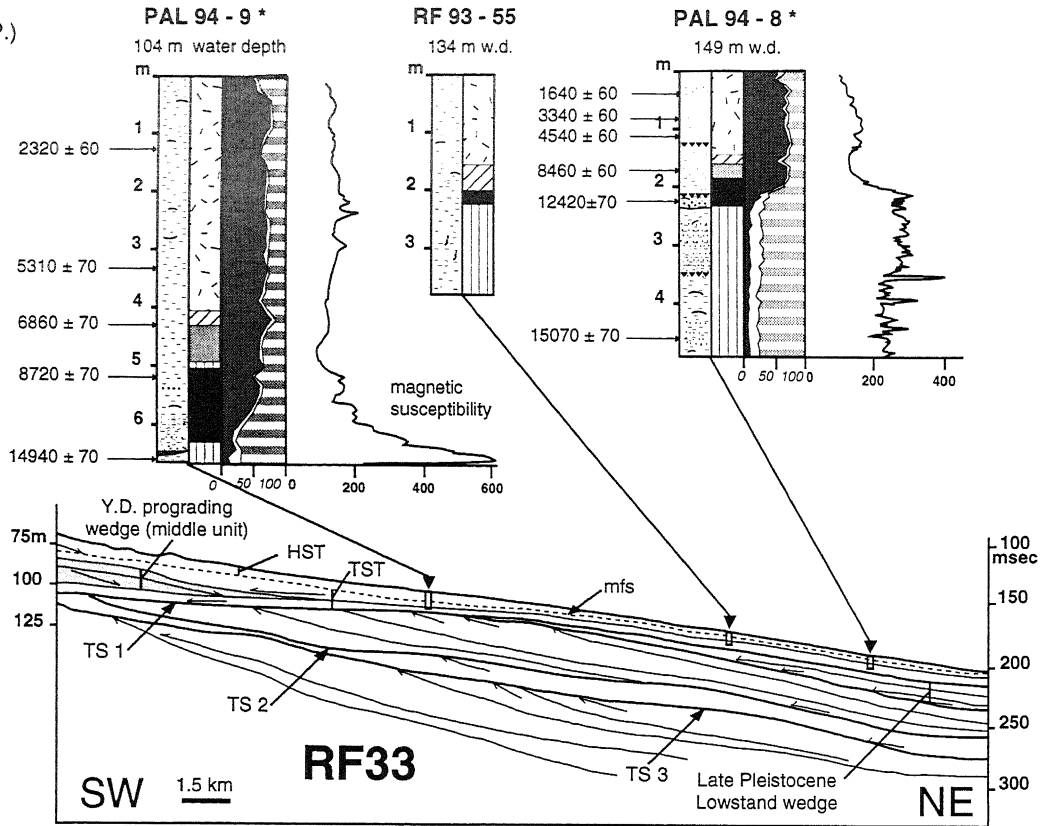 PAL 94 - 9 *
RF 93 - 55
PAL 94 - 8 *
.)
104 m water depth
134 m w.d.
149 m w.d.
m
1
2
3
4
5
6
2320 ± 60
5310 ± 70
6860 ± 70
8720 ± 70
14940 ± 70
0
50
100
0
200
400
600
magnetic
susceptibility
1
2
3
m
1
2
3
4
1640 ± 60
3340 ± 60
4540 ± 60
8460 ± 60
12420±70
15070 ± 70
0
50
100
0
200
400
Y.D. prograding
wedge (middle unit)
75m
100
125
HST
TST
mfs
100
msec
150
200
250
300
TS 1
TS 2
TS 3
RF33
SW
1.5 km
Late Pleistocene
Lowstand wedge
NE